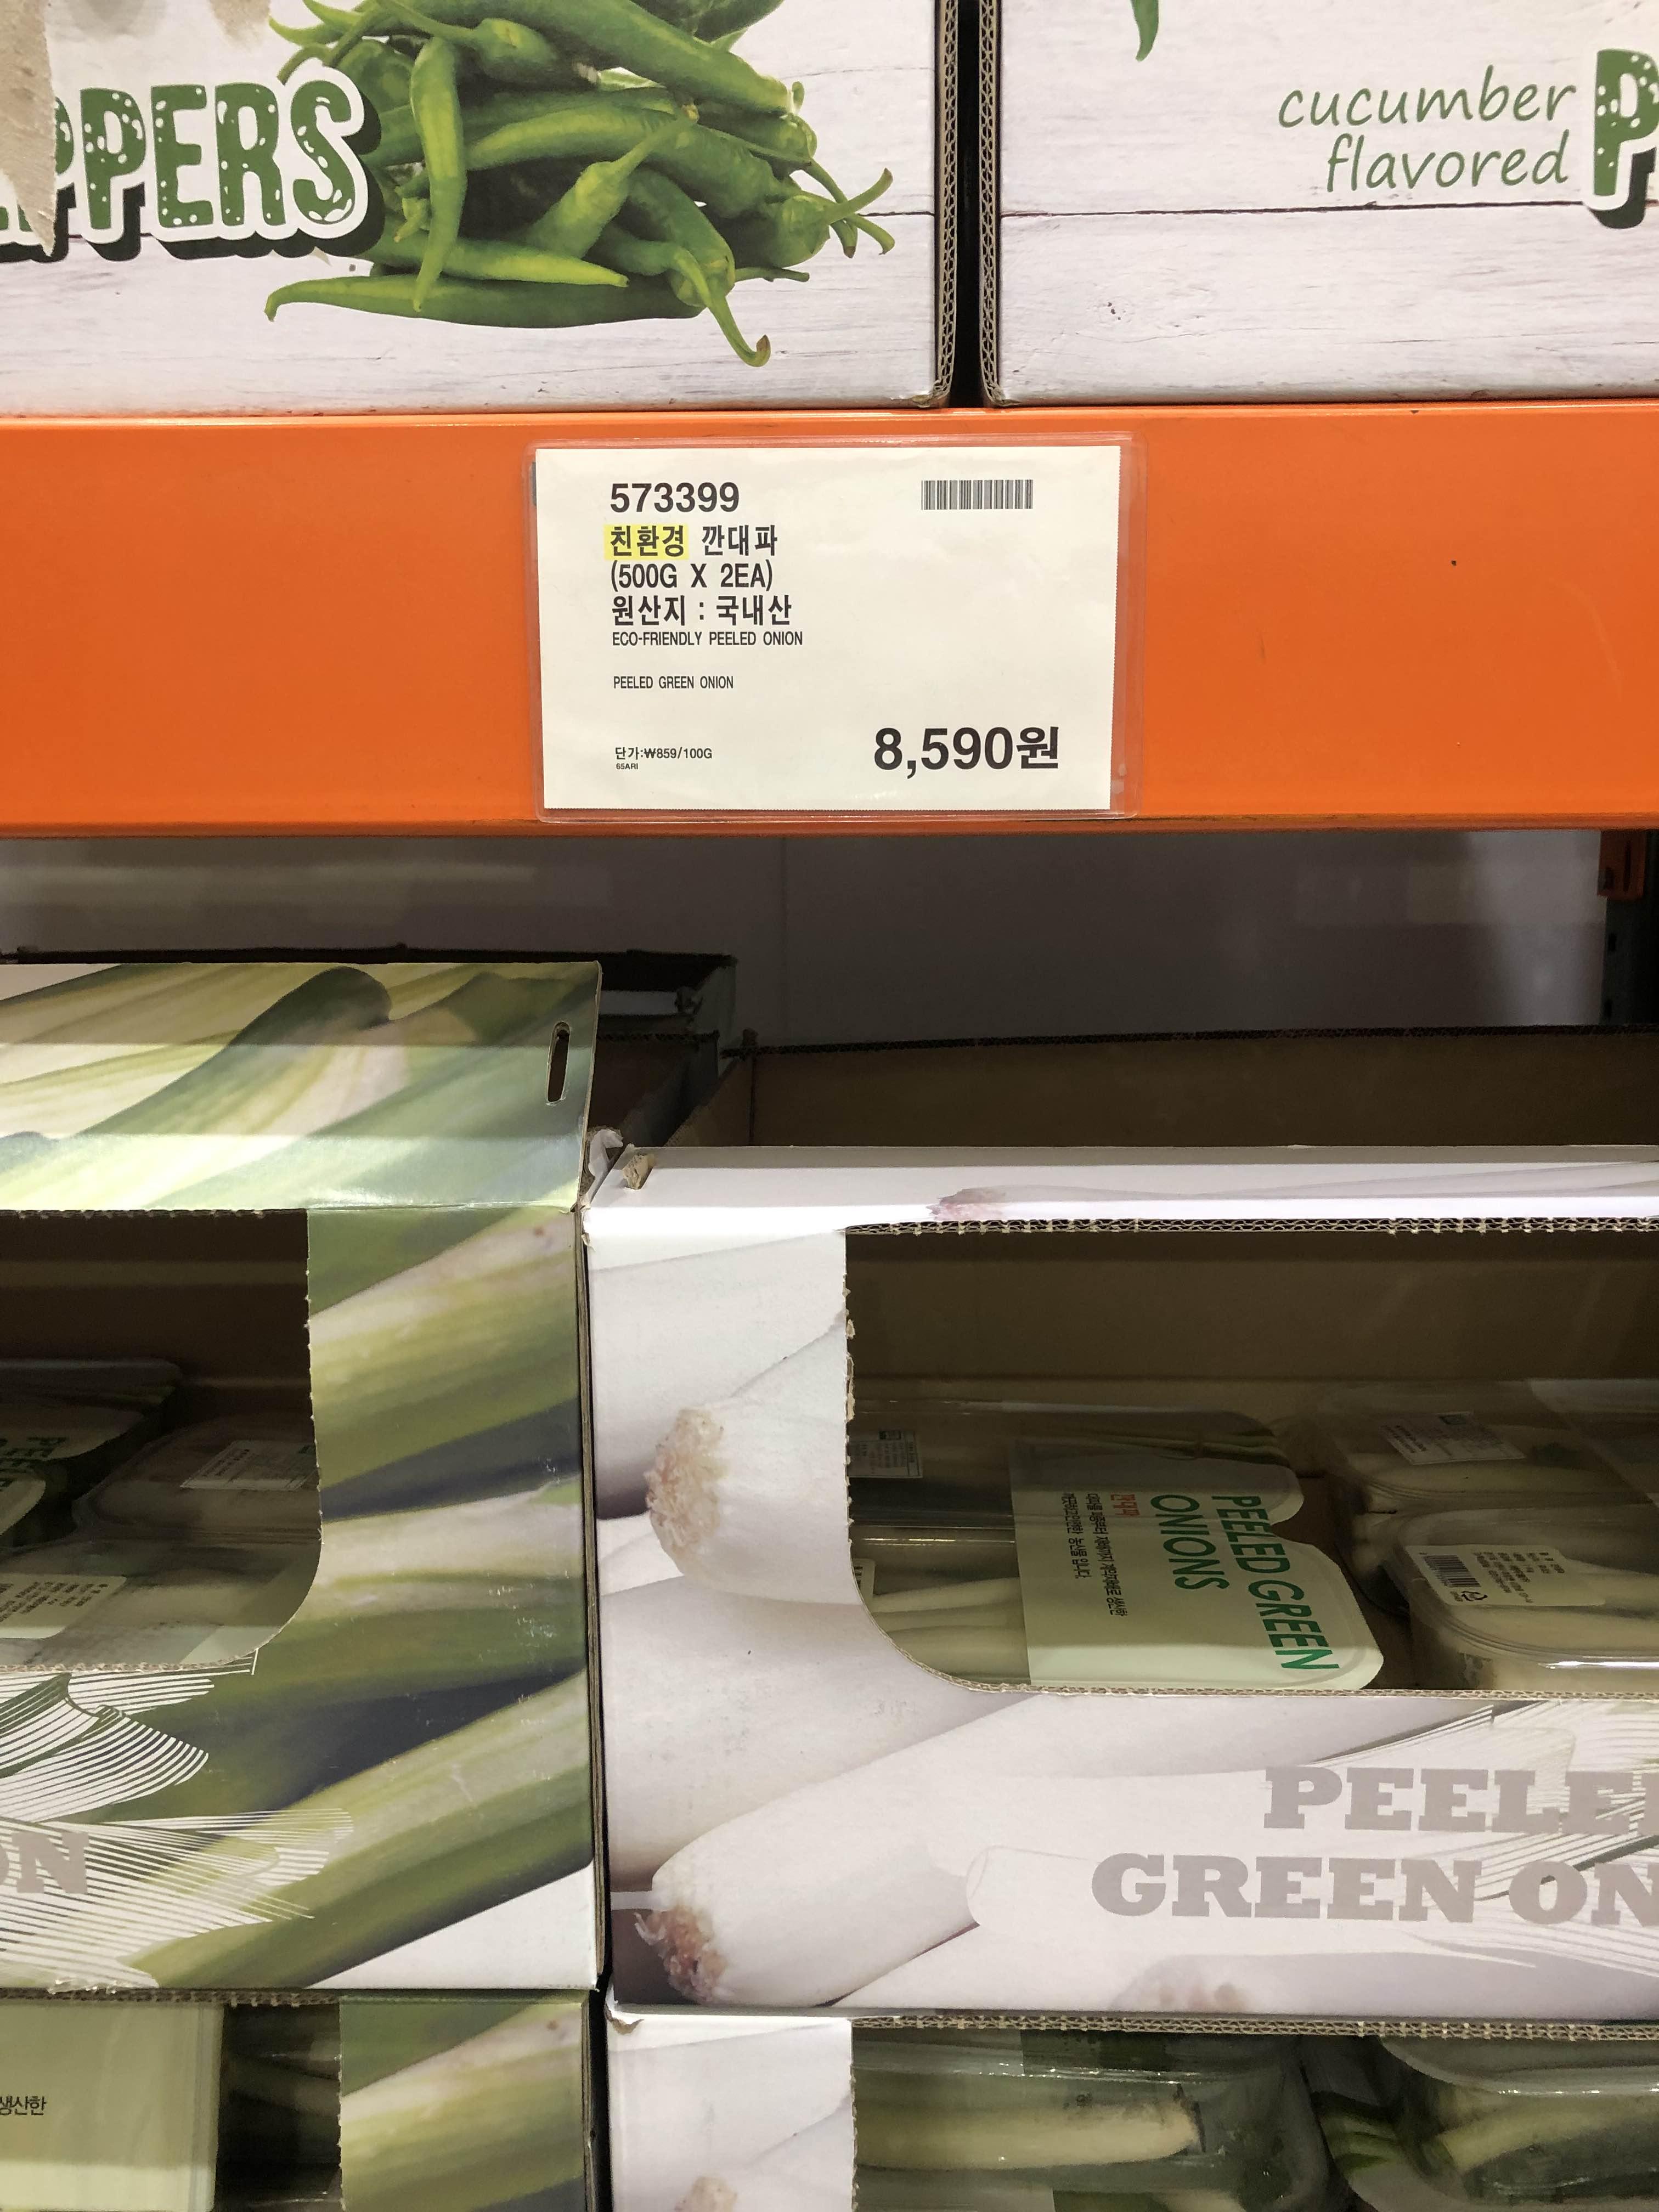 PPERS
cucumber
flavored
573399
친환경 깐대파
(500G X 2EA)
원산지 : 국내산
ECO-FRIENDLY PEELED ONION
PEELED GREEN ONION
단가:₩859/100G
65ARI
8,590원
PEELED GREEN
ONIONS
PEELE
GREEN ON
ON
생산한